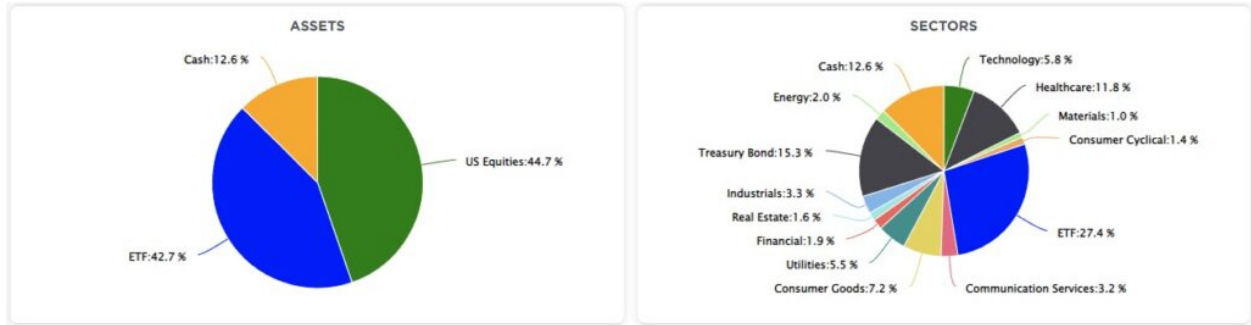 ASSETS
Cash:12.6 %
US Equities:44.7 %
ETF:42.7 %
SECTORS
Technology:5.8 %
Cash:12.6 %
Healthcare:11.8 %
Energy:2.0 %
Materials:1.0 %
Consumer Cyclical:1.4 %
Treasury Bond:15.3 %
Industrials:3.3 %
Real Estate:1.6 %
ETF:27.4 %
Financial:1.9 %
Utilities:5.5 %
Consumer Goods:7.2 %
Communication Services:3.2 %